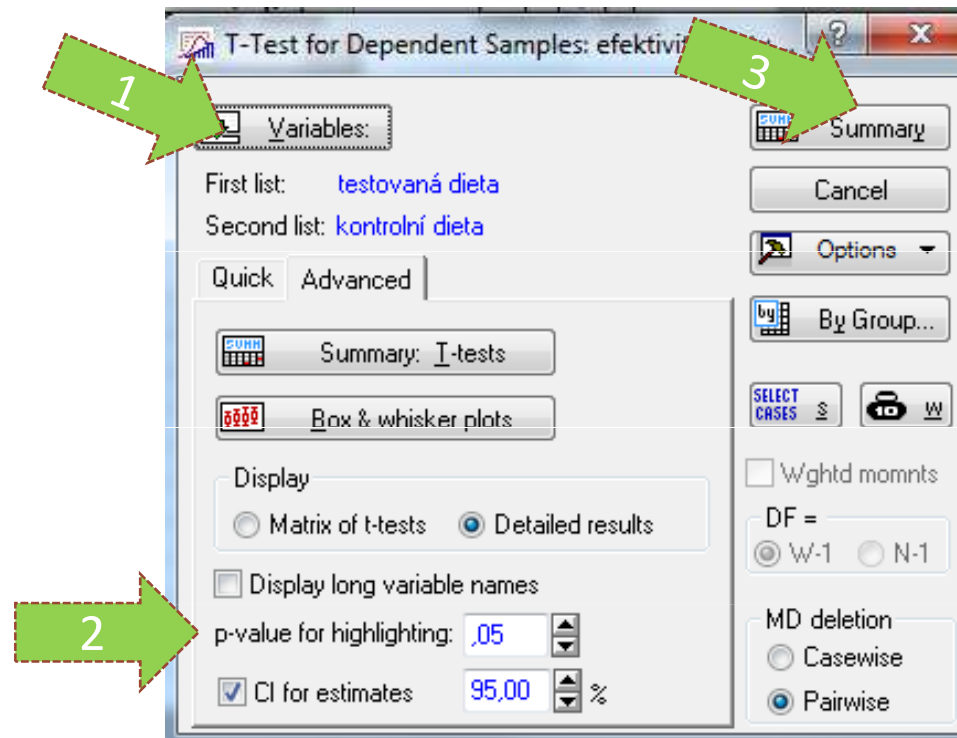 T-Test for Dependent Samples: efektivi
1
3
Variables:
Summary
First list: testovaná dieta
Cancel
Second list: kontrolní dieta
Options
Quick Advanced
By Group...
Summary: T-tests
SELECT CASES S
W
Box & whisker plots
Wghtd momnts
Display
Matrix of t-tests Detailed results
DF =
W-1 N-1
Display long variable names
2
p-value for highlighting: ,05
MD deletion
Casewise
CI for estimates 95,00 %
Pairwise